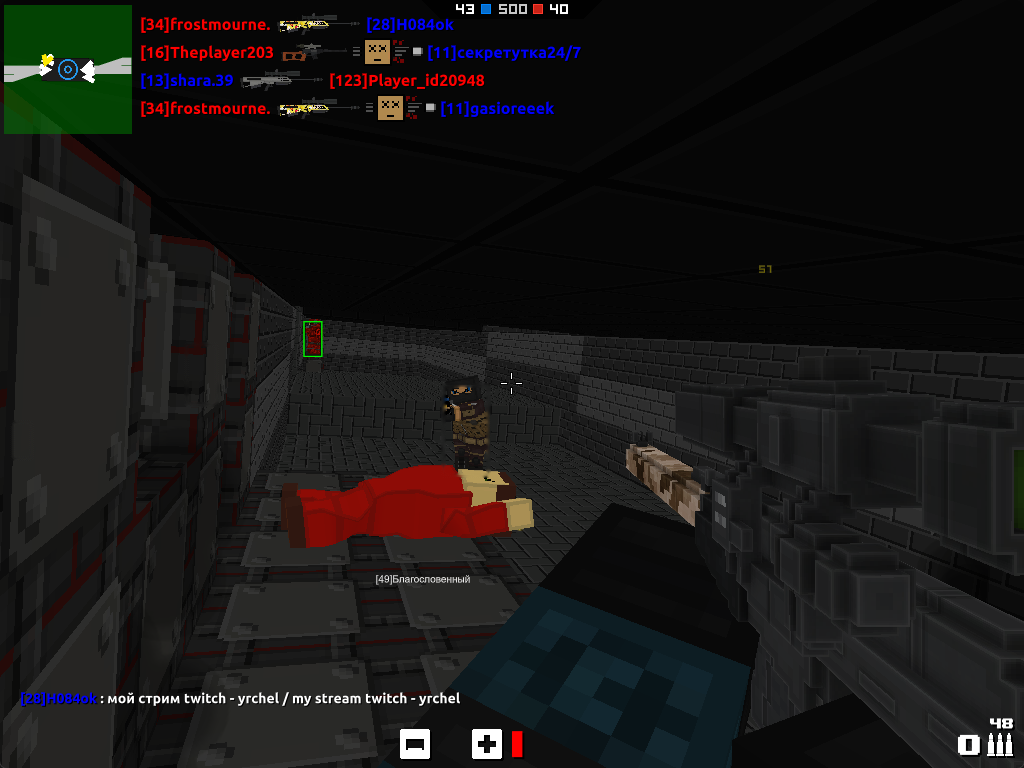 43 500 40
[34]frostmourne. [28]H084ok
[16]Theplayer203 [11]секретутка24/7
[13]shara.39 [123]Player_id20948
[34]frostmourne. [11]gasioreeek
51
[49]Благословенный
[28]H084ok : мой стрим twitch - yrchel / my stream twitch - yrchel
48
0